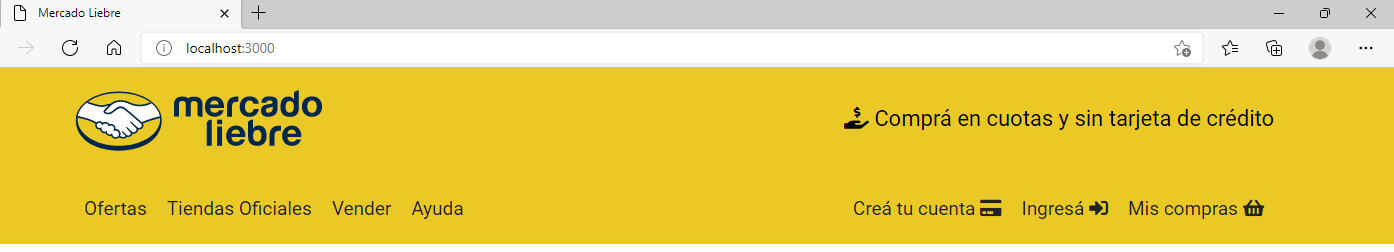 Mercado Liebre
localhost:3000
mercado
liebre
Comprá en cuotas y sin tarjeta de crédito
Ofertas Tiendas Oficiales Vender Ayuda Creá tu cuenta Ingresá Mis compras